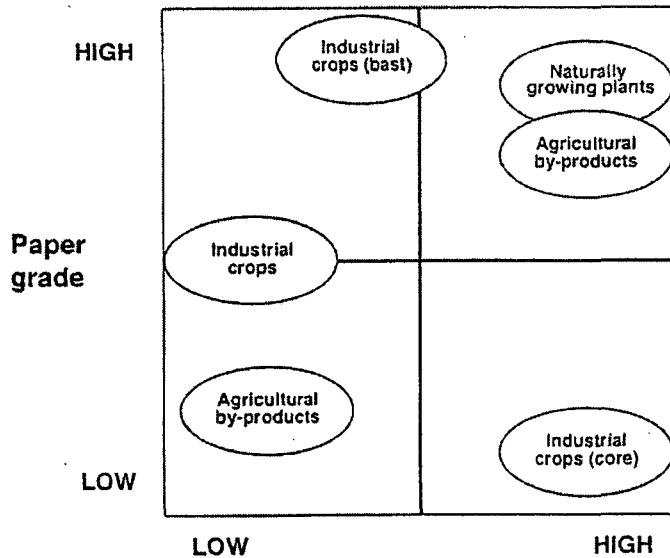 HIGH
Industrial
crops (bast)
Naturally
growing plants
Agricultural
by-products
Paper
grade
Industrial
crops
Agricultural
by-products
Industrial
crops (core)
LOW
LOW
HIGH